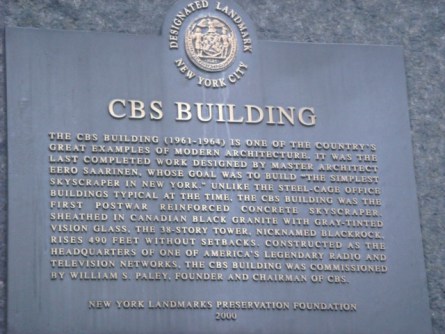 DESIGNATED LANDMARK
NEW YORK CITY
CBS BUILDING
THE CBS BUILDING (1961-1964) IS ONE OF THE COUNTRY'S
GREAT EXAMPLES OF MODERN ARCHITECTURE. IT WAS THE
LAST COMPLETED WORK DESIGNED BY MASTER ARCHITECT
EERO SAARINEN, WHOSE GOAL WAS TO BUILD "THE SIMPLEST
SKYSCRAPER IN NEW YORK." UNLIKE THE STEEL-CAGE OFFICE
BUILDINGS TYPICAL AT THE TIME, THE CBS BUILDING WAS THE
FIRST POSTWAR REINFORCED CONCRETE SKYSCRAPER.
SHEATHED IN CANADIAN BLACK GRANITE WITH GRAY-TINTED
VISION GLASS, THE 38-STORY TOWER, NICKNAMED BLACKROCK,
RISES 490 FEET WITHOUT SETBACKS. CONSTRUCTED AS THE
HEADQUARTERS OF ONE OF AMERICA'S LEGENDARY RADIO AND
TELEVISION NETWORKS, THE CBS BUILDING WAS COMMISSIONED
BY WILLIAM S. PALEY, FOUNDER AND CHAIRMAN OF CBS.
NEW YORK LANDMARKS PRESERVATION FOUNDATION
2000